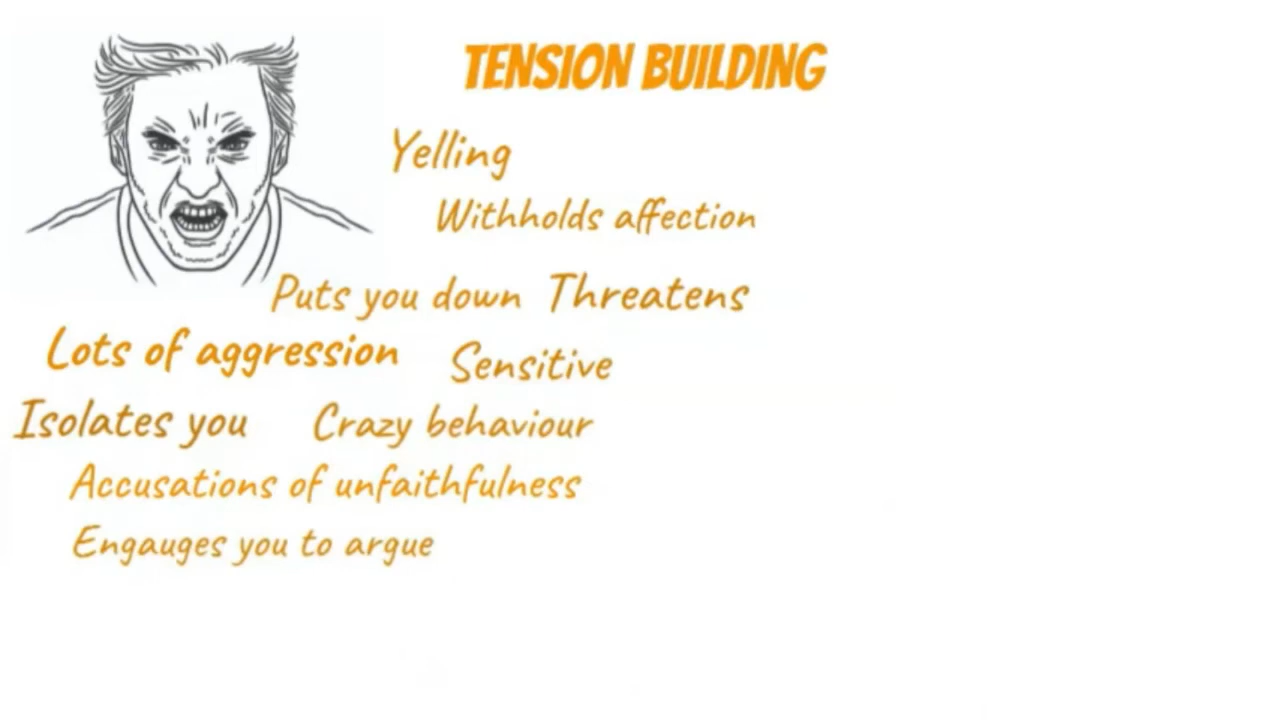 TENSION BUILDING
Yelling
Withholds affection
Puts you down Threatens
Lots of aggression Sensitive
Isolates you Crazy behaviour
Accusations of unfaithfulness
Engauges you to argue